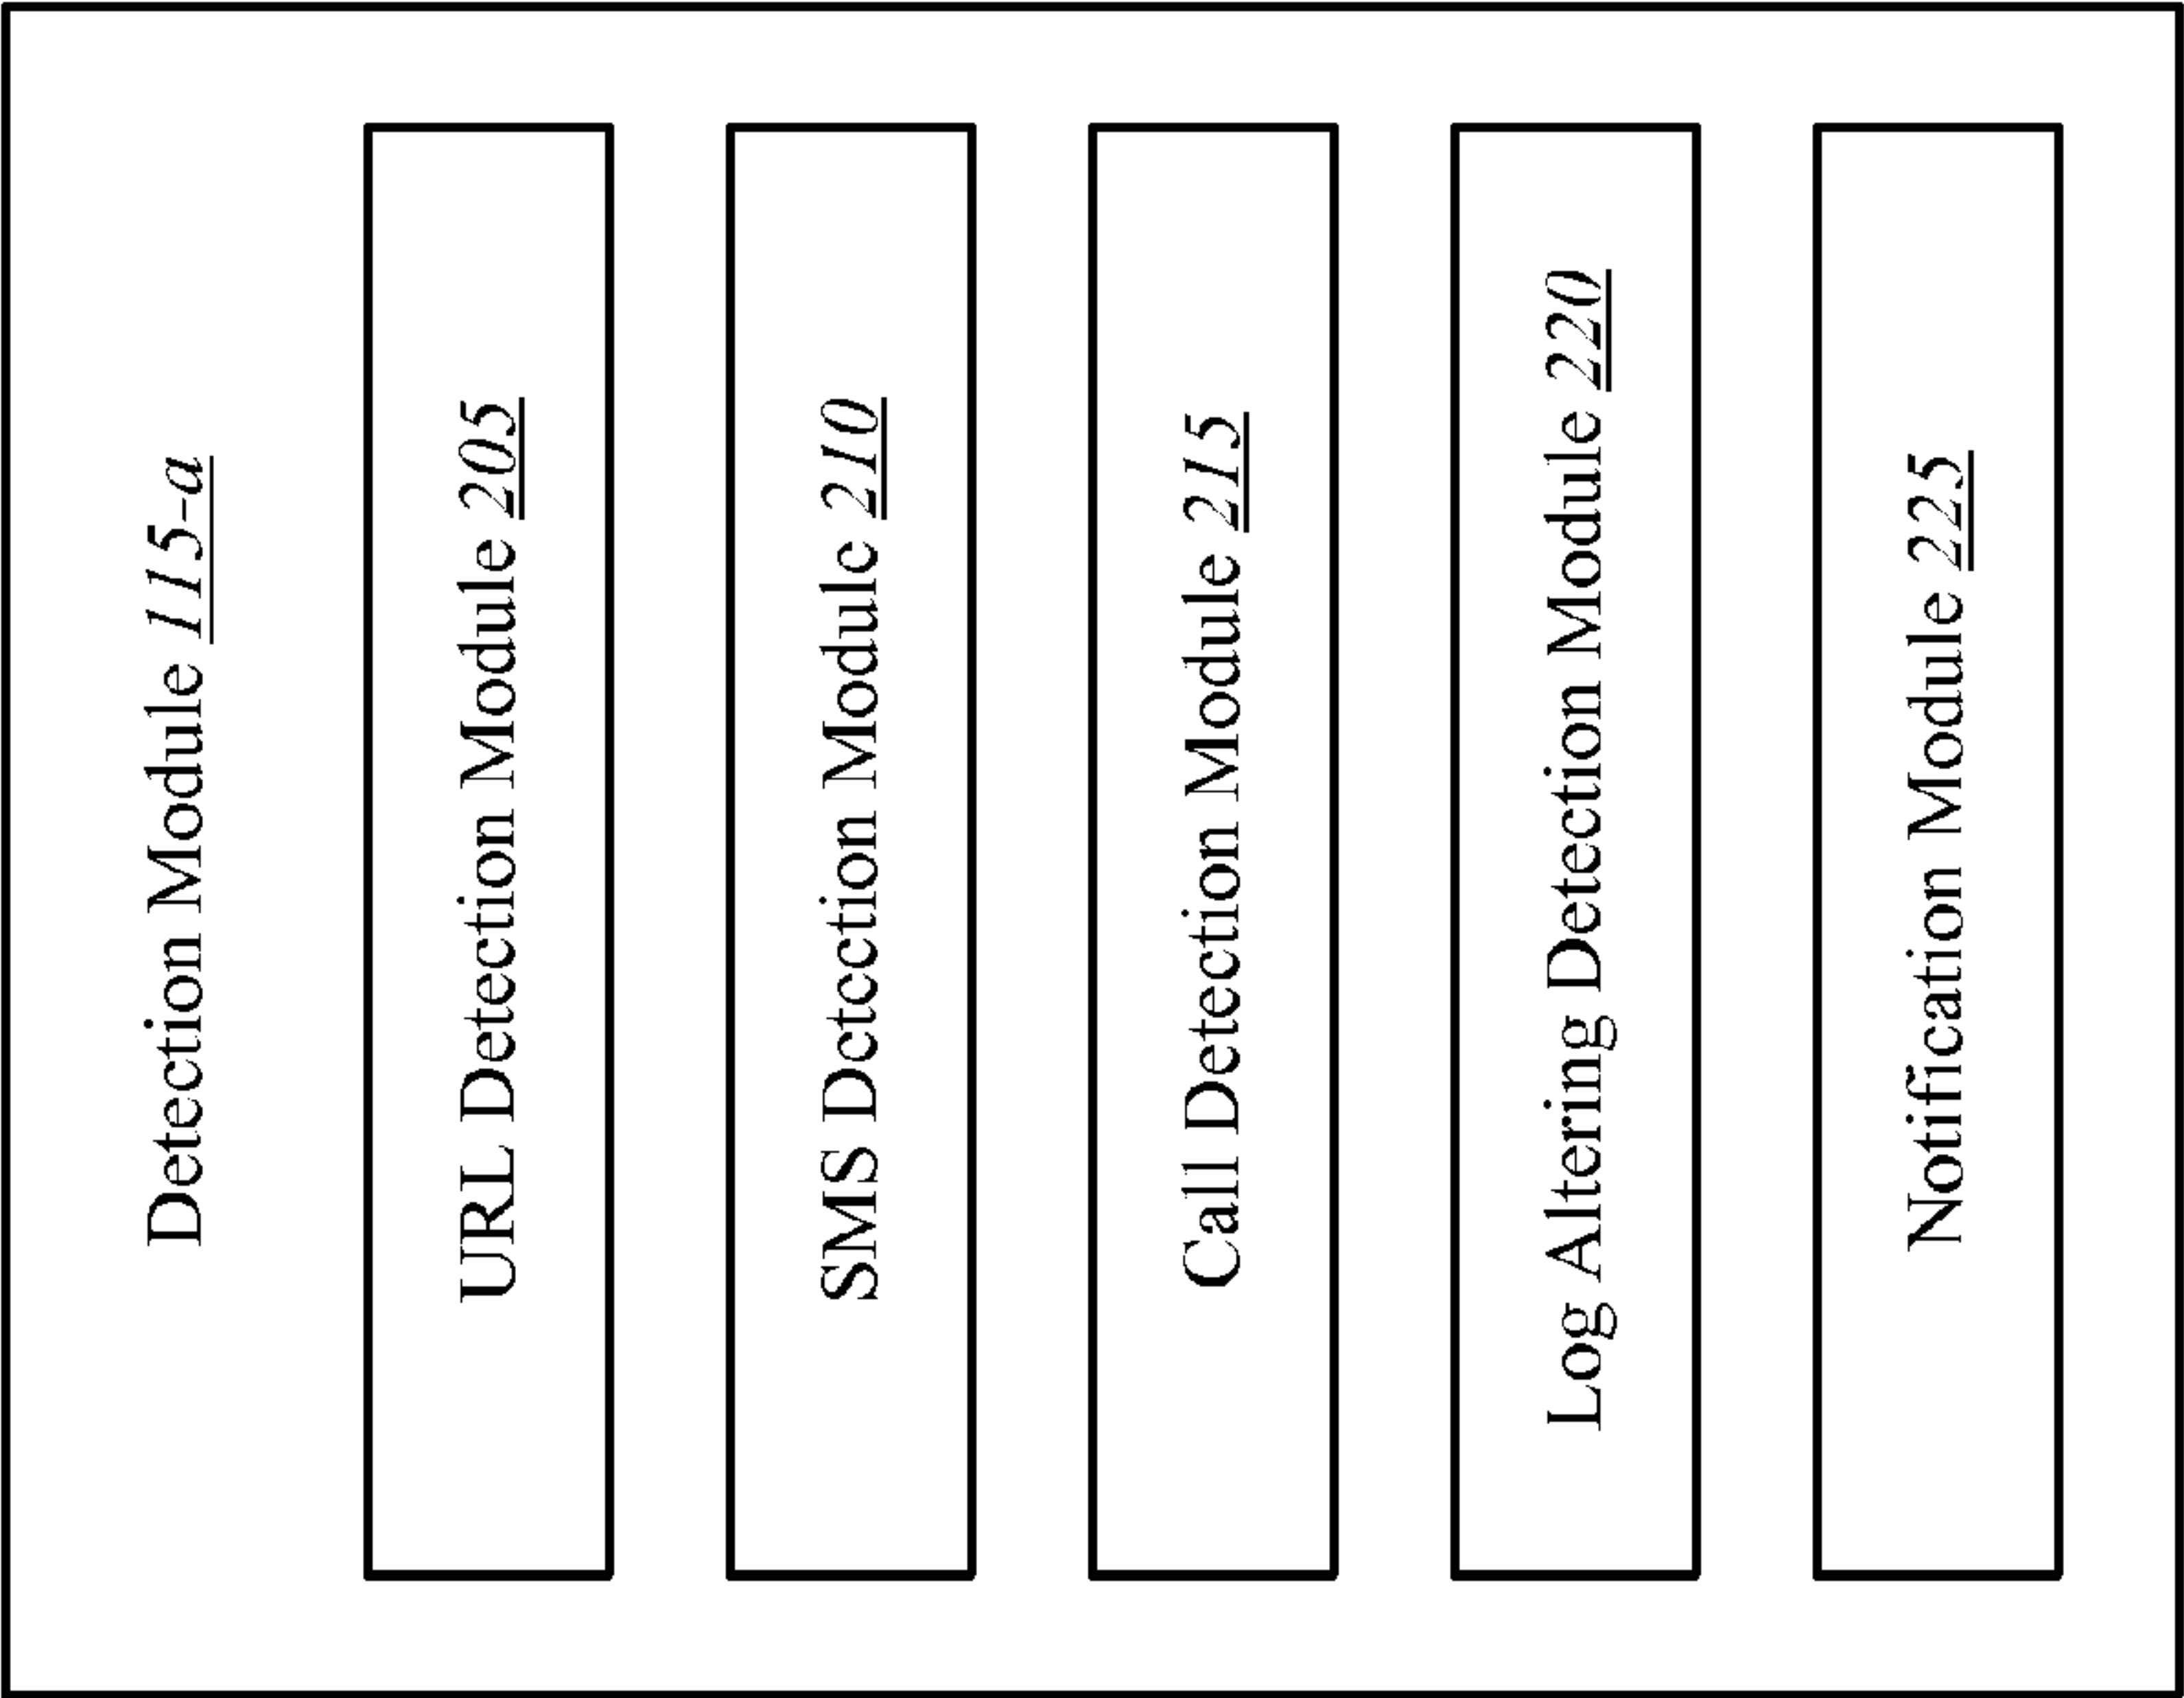 Detection Module 115-a
URL Detection Module 205
SMS Detection Module 210
Call Detection Module 215
Log Altering Detection Module 220
Notification Module 225